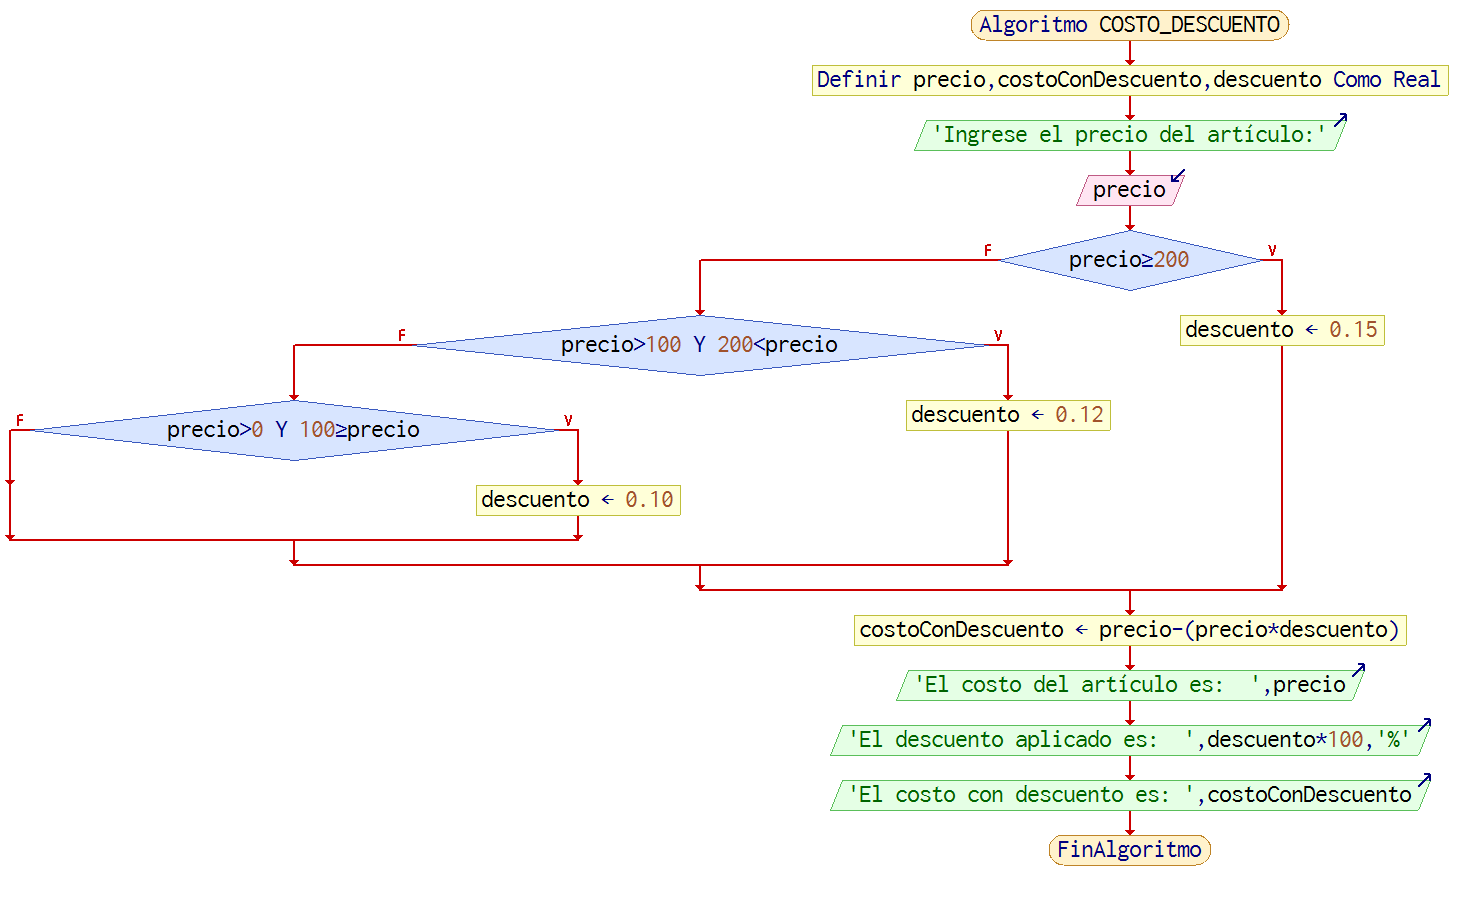 Algoritmo COSTO_DESCUENTO
Definir precio,costoConDescuento,descuento Como Real
'Ingrese el precio del artículo:'
precio
F
V
precio≥200
F
V
descuento ← 0.15
precio>100 Y 200<precio
F
V
descuento ← 0.12
precio>0 Y 100≥precio
descuento ← 0.10
costoConDescuento ← precio-(precio*descuento)
'El costo del artículo es:  ',precio
'El descuento aplicado es:  ',descuento*100,'%'
'El costo con descuento es: ',costoConDescuento
FinAlgoritmo